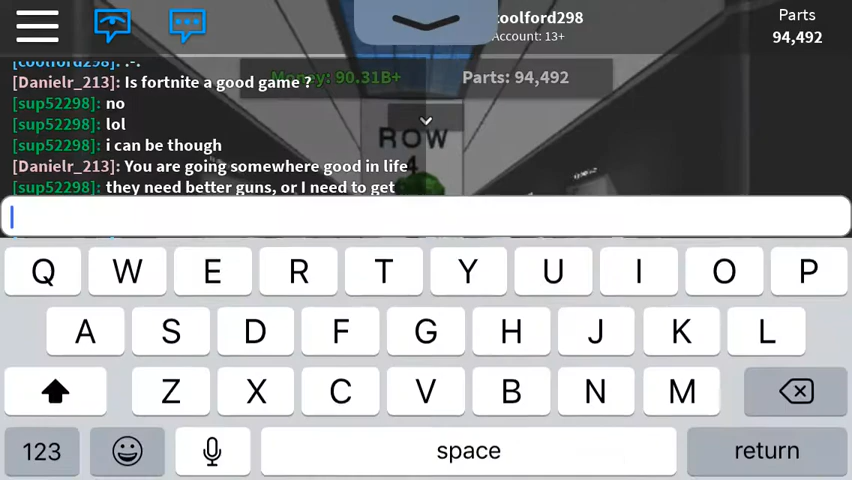 coolford298
Account: 13+
Parts
94,492
[coolford298]: :-.
Money: 90.31B+
Parts: 94,492
[Danielr_213]: Is fortnite a good game ?
[sup52298]: no
[sup52298]: lol
[sup52298]: i can be though
[Danielr_213]: You are going somewhere good in life
[sup52298]: they need better guns, or I need to get
ROW
4
Q W E R T Y U I O P
A S D F G H J K L
Z X C V B N M
123 space return